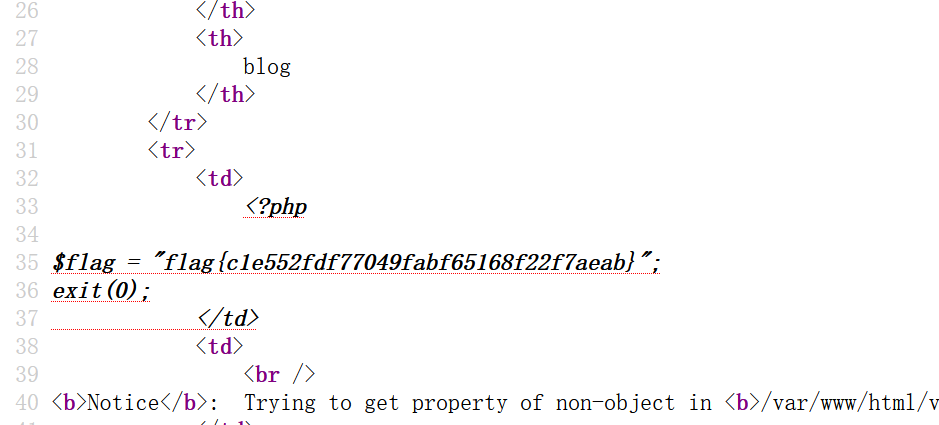 26 </th>
27 <th>
28 blog
29 </th>
30 </tr>
31 <tr>
32 <td>
33 <?php
34
35 $flag = "flag{c1e552fdf77049fabf65168f22f7aeab}";
36 exit(0);
37 </td>
38 <td>
39 <br />
40 <b>Notice</b>:  Trying to get property of non-object in <b>/var/www/html/v